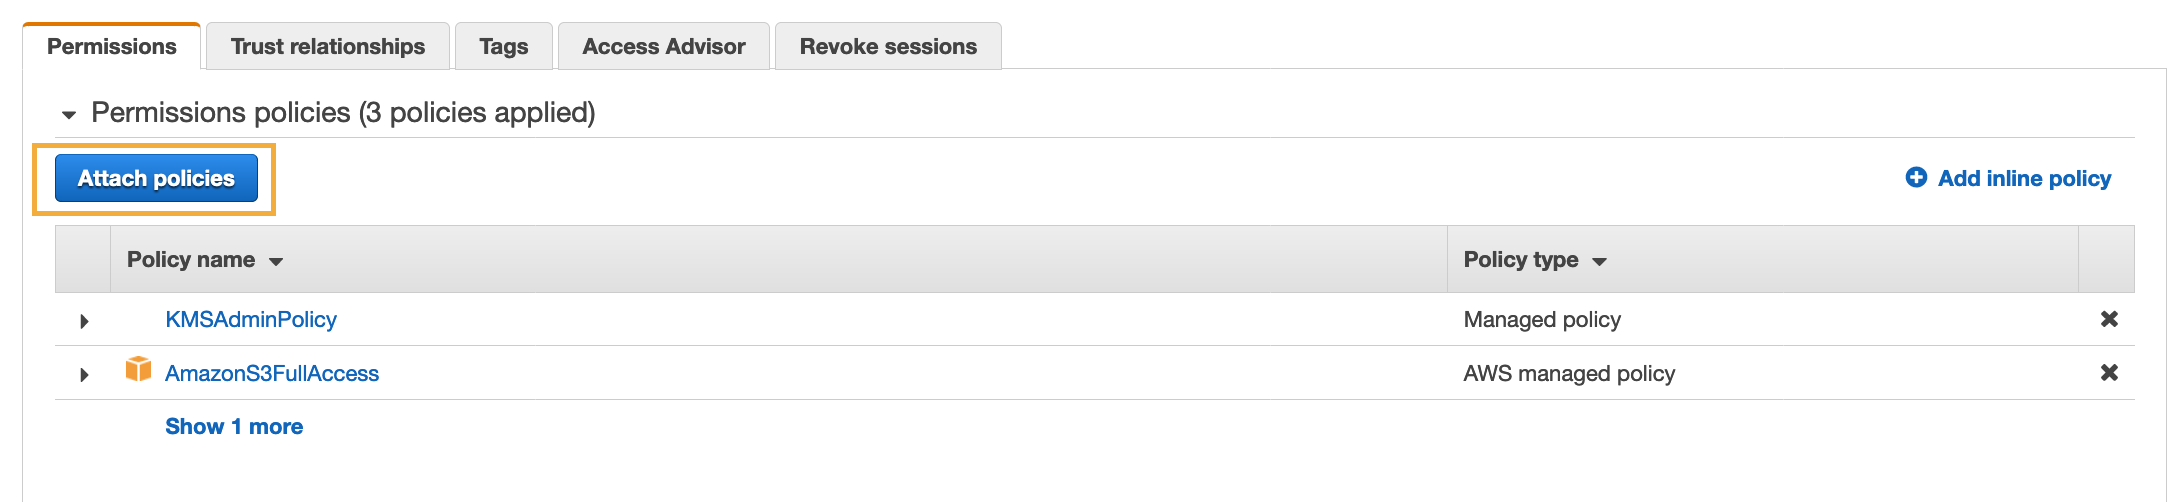 Permissions Trust relationships Tags Access Advisor Revoke sessions
Permissions policies (3 policies applied)
Attach policies Add inline policy
Policy name Policy type
KMSAdminPolicy Managed policy
AmazonS3FullAccess AWS managed policy
Show 1 more